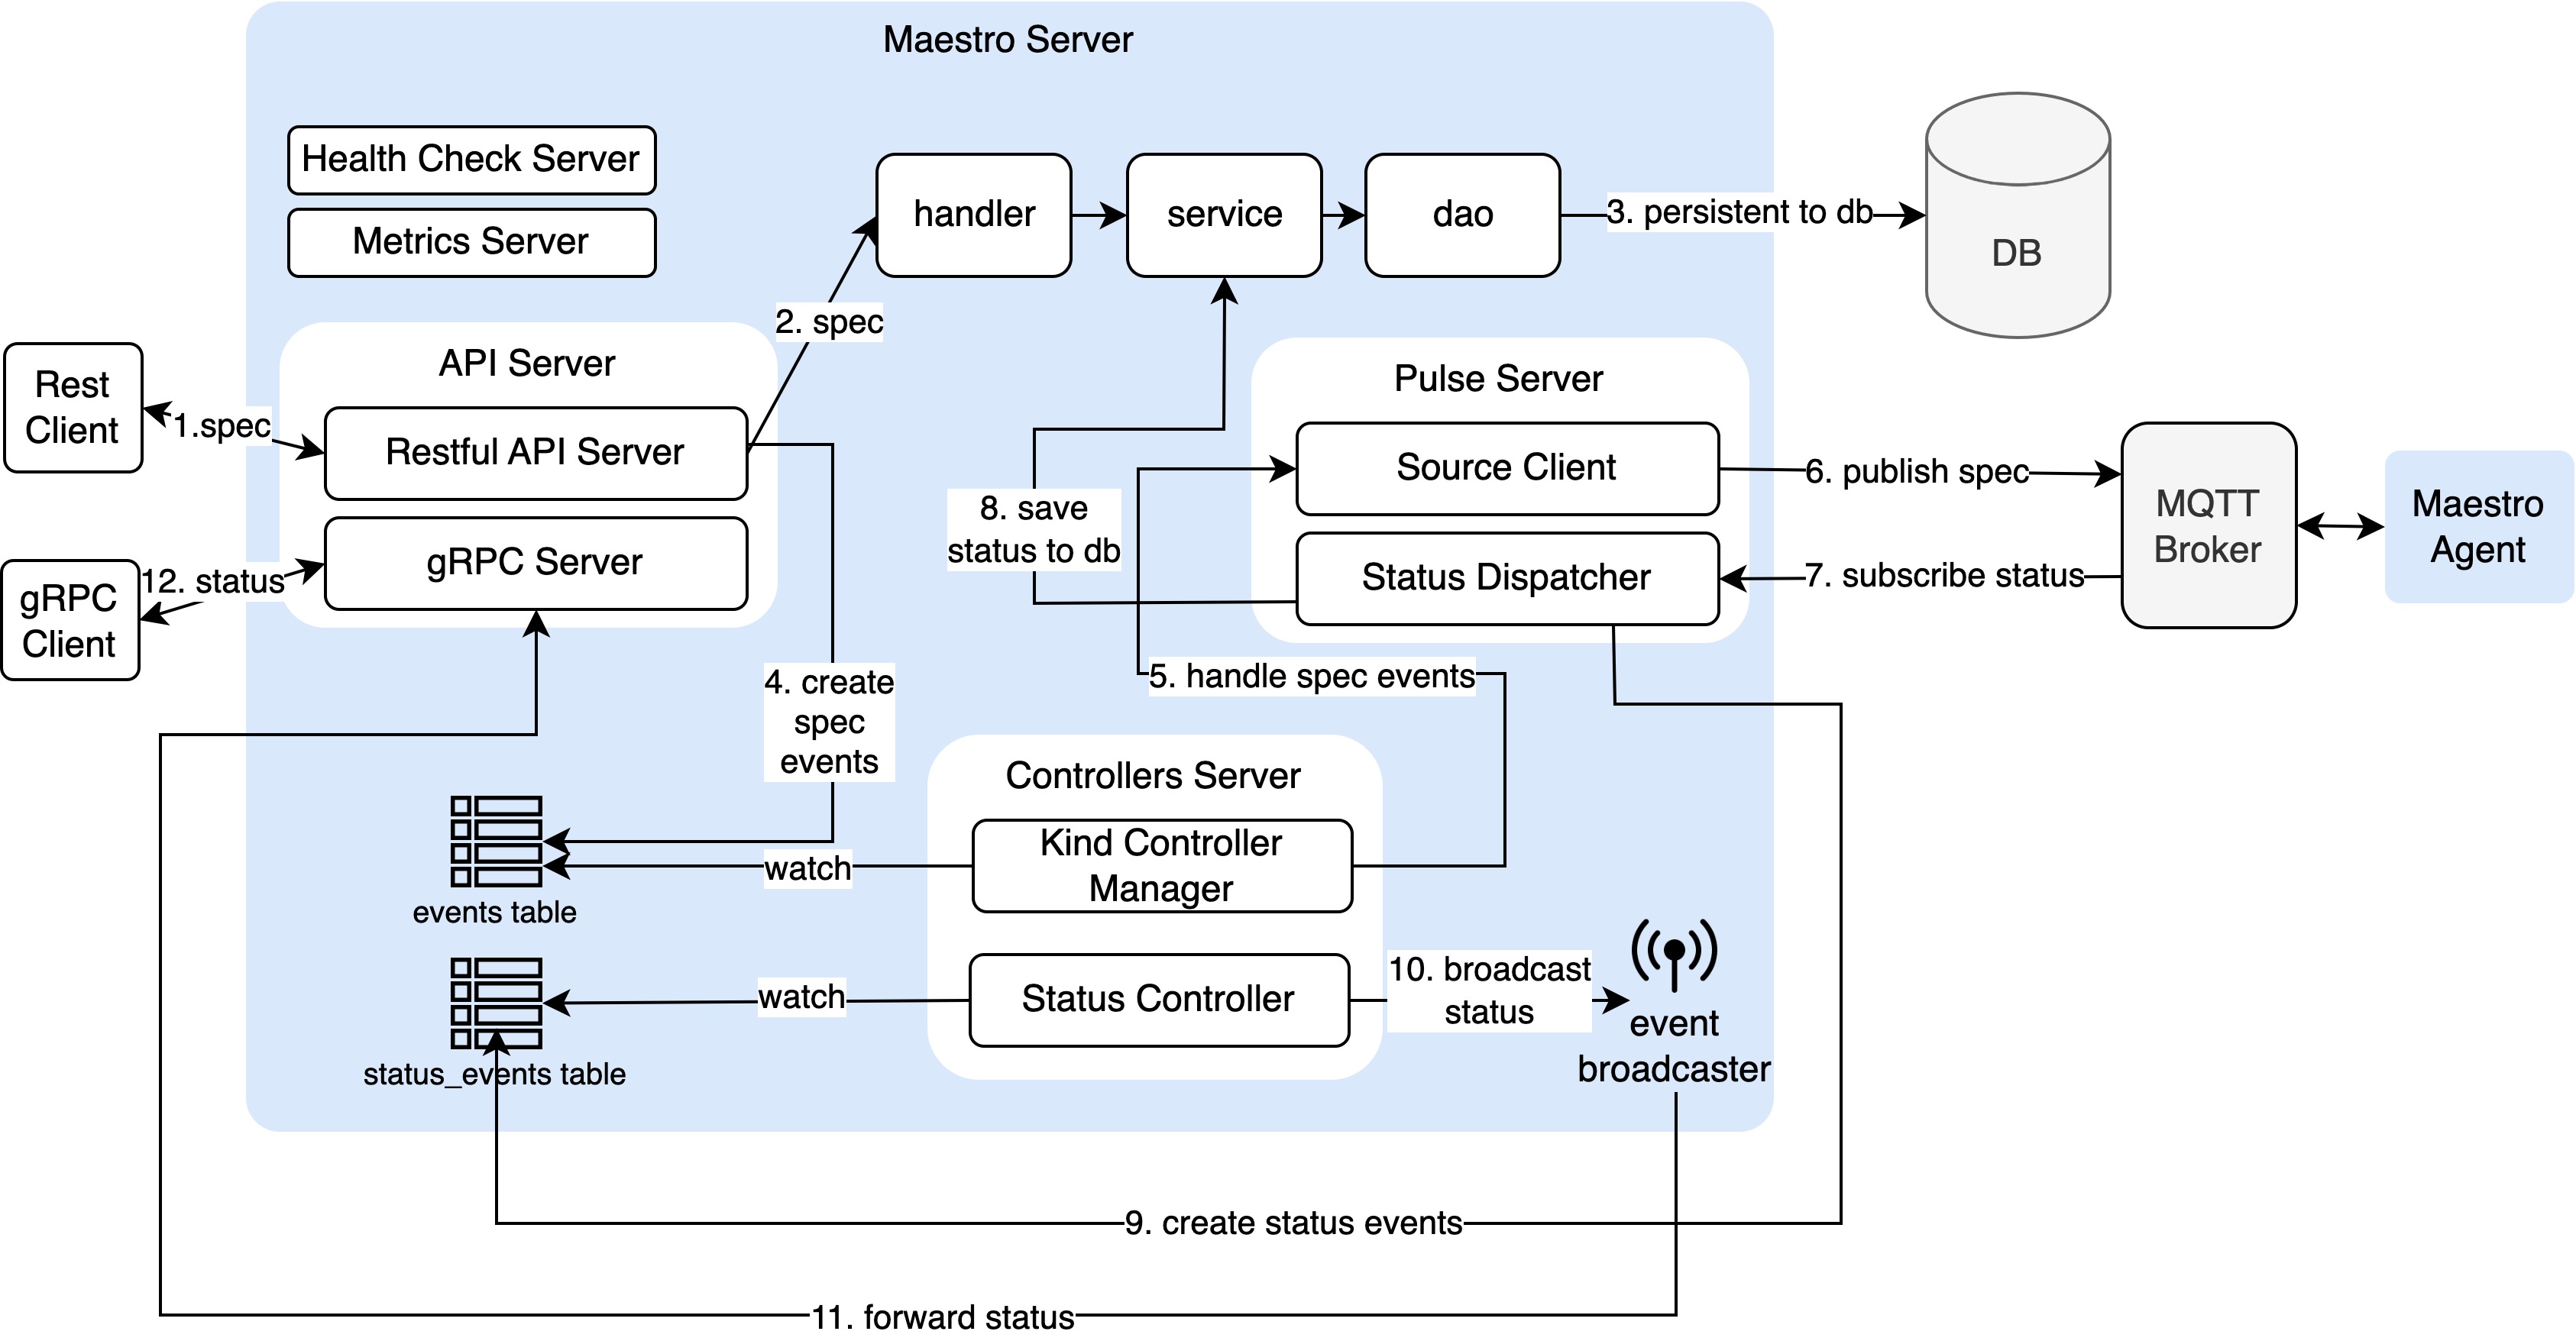 Maestro Server
Health Check Server
Metrics Server
handler
service
dao
3. persistent to db
DB
2. spec
API Server
Restful API Server
gRPC Server
Rest
Client
1.spec
gRPC
Client
12. status
Pulse Server
Source Client
Status Dispatcher
6. publish spec
7. subscribe status
MQTT
Broker
Maestro
Agent
8. save
status to db
5. handle spec events
4. create
spec
events
Controllers Server
Kind Controller
Manager
Status Controller
watch
watch
events table
status_events table
10. broadcast
status
event
broadcaster
9. create status events
11. forward status